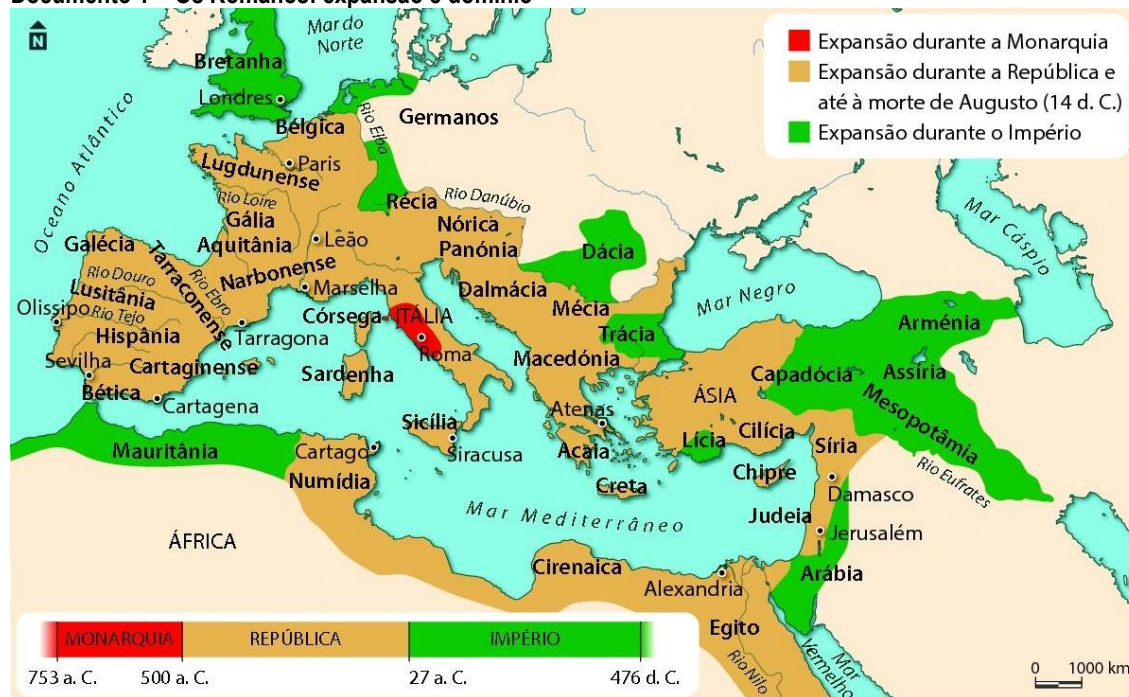 Documento 1 – Os Romanos: expansão e domínio
N
Mar do
Norte
Expansão durante a Monarquia
Expansão durante a República e
até à morte de Augusto (14 d. C.)
Expansão durante o Império
Bretanha
Londres
Oceano Atlântico
Bélgica
Rio Elba
Germanos
Paris
Lugdunense
Rio Loire
Récia
Rio Danúbio
Nórica
Panónia
Gália
Aquitânia
Leão
Dácia
Mar Cáspio
Galécia
Tarraconense
Narbonense
Rio Douro
Rio Ebro
Marselha
Dalmácia
Mécia
Mar Negro
Lusitânia
Olissipo
Rio Tejo
Córsega
ITÁLIA
Roma
Trácia
Arménia
Hispânia
Tarragona
Macedónia
Sevilha
Cartaginense
Sardenha
Capadócia
Assíria
Bética
Cartagena
ÁSIA
Mesopotâmia
Atenas
Sicília
Siracusa
Acaia
Lícia
Cilícia
Síria
Mauritânia
Cartago
Numídia
Creta
Chipre
Rio Eufrates
Damasco
Mar Mediterrâneo
Judeia
Jerusalém
ÁFRICA
Cirenaica
Alexandria
Arábia
Egito
Rio Nilo
Mar
Vermelho
MONARQUIA
REPÚBLICA
IMPÉRIO
753 a. C.
500 a. C.
27 a. C.
476 d. C.
0 1000 km